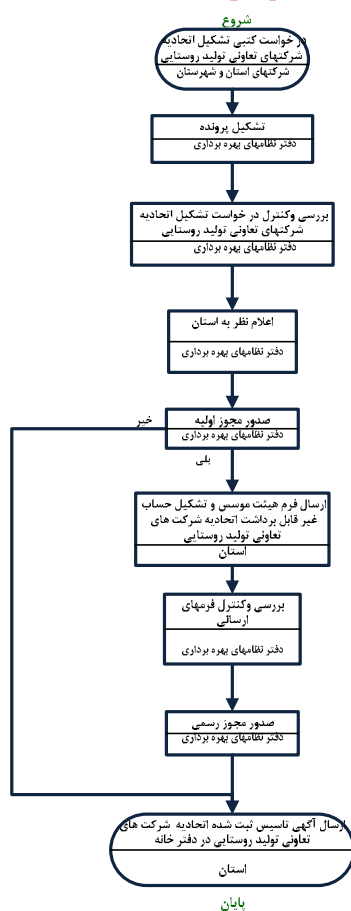 شروع
در خواست کتبی تشکیل اتحادیه
شرکتهای تعاونی تولید روستایی
شرکتهای استان و شهرستان
تشکیل پرونده
دفتر نظامهای بهره برداری
بررسی وکنترل در خواست تشکیل اتحادیه
شرکتهای تعاونی تولید روستایی
دفتر نظامهای بهره برداری
اعلام نظر به استان
دفتر نظامهای بهره برداری
صدور مجوز اولیه
دفتر نظامهای بهره برداری
خیر
بلی
ارسال فرم هیئت موسس و تشکیل حساب
غیر قابل برداشت اتحادیه شرکت های
تعاونی تولید روستایی
استان
بررسی وکنترل فرمهای
ارسالی
دفتر نظامهای بهره برداری
صدور مجوز رسمی
دفتر نظامهای بهره برداری
ارسال آگهی تاسیس ثبت شده اتحادیه شرکت های
تعاونی تولید روستایی در دفتر خانه
استان
پایان